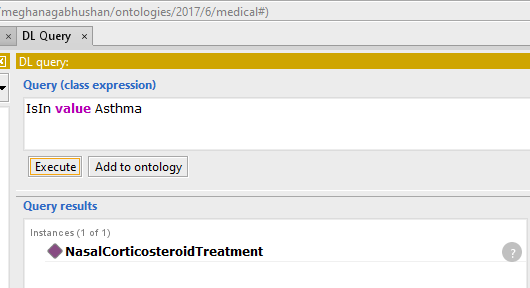 /meghanagabhushan/ontologies/2017/6/medical#)
× DL Query ×
DL query:
Query (class expression)
IsIn value Asthma
Execute Add to ontology
Query results
Instances (1 of 1)
NasalCorticosteroidTreatment ?